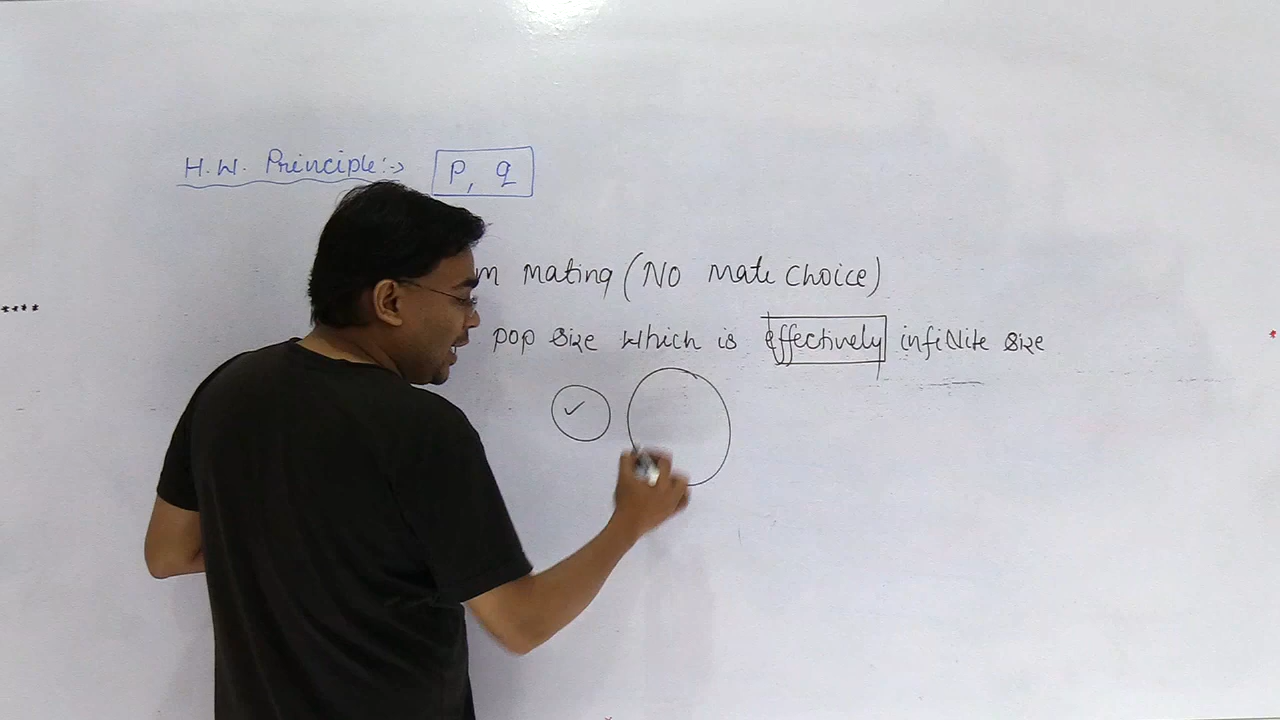 H.W. Principle:->  p, q
m mating (No mate choice)
pop size which is effectively infiNite size